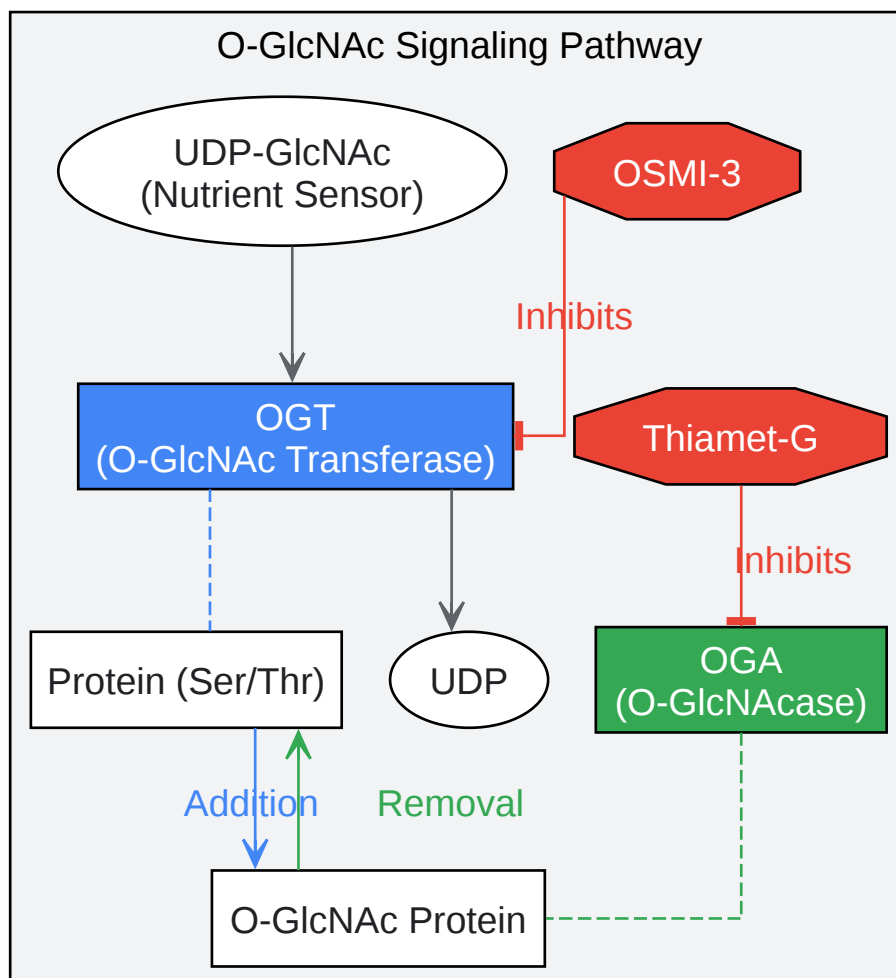 O-GlcNAc Signaling Pathway
UDP-GlcNAc
(Nutrient Sensor)
OSMI-3
Inhibits
OGT
(O-GlcNAc Transferase)
Thiamet-G
Inhibits
Protein (Ser/Thr)
UDP
OGA
(O-GlcNAcase)
Addition
Removal
O-GlcNAc Protein